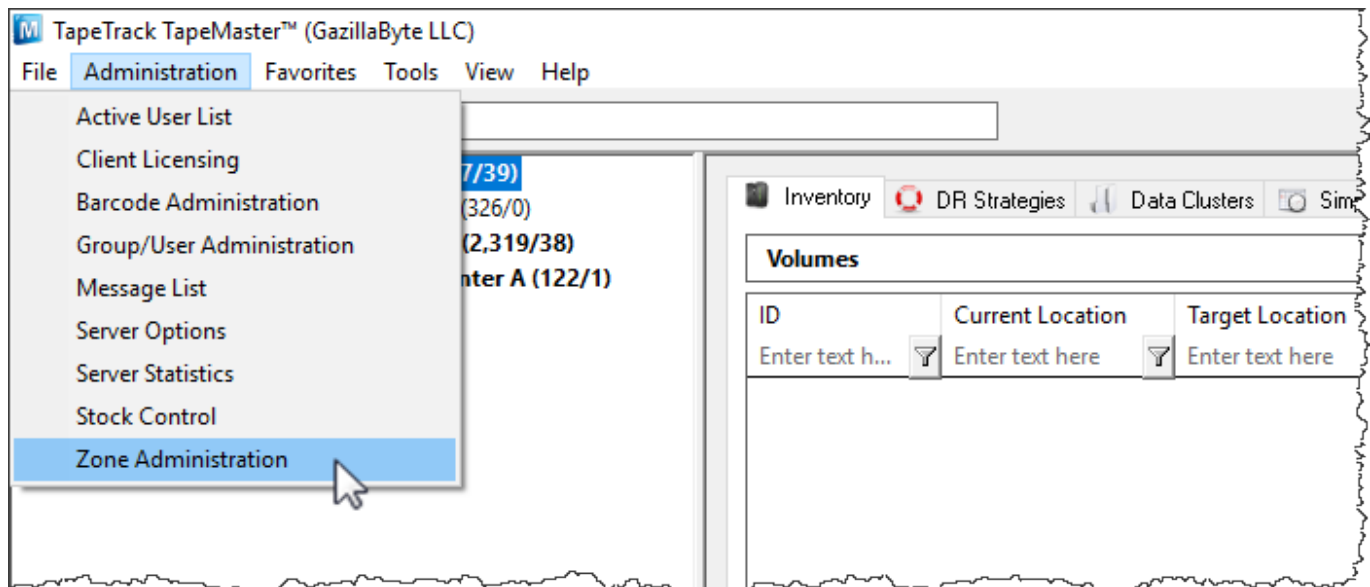 TapeTrack TapeMaster™ (GazillaByte LLC)
File Administration Favorites Tools View Help
Active User List
Client Licensing
Barcode Administration
Group/User Administration
Message List
Server Options
Server Statistics
Stock Control
Zone Administration
7/39)
(326/0)
(2,319/38)
nter A (122/1)
Inventory DR Strategies Data Clusters Sim
Volumes
ID Current Location Target Location
Enter text h... Enter text here Enter text here